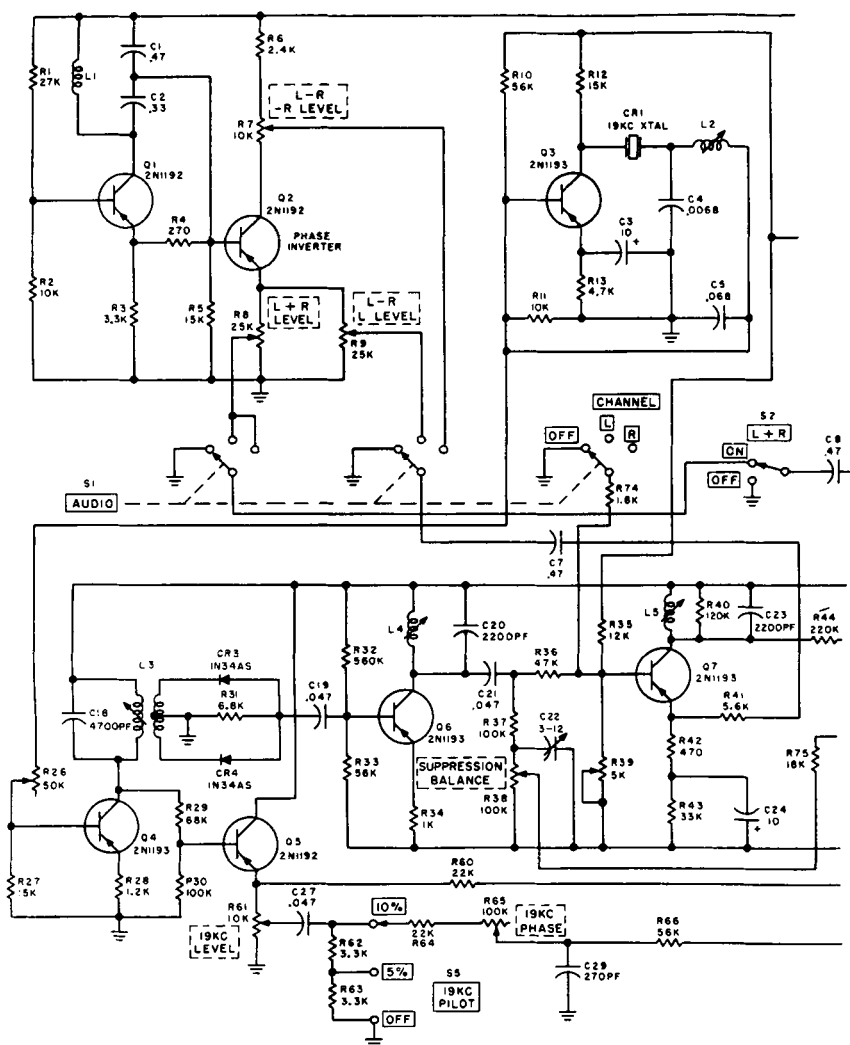 R1
27K
L1
C1
.47
C2
.33
R6
2.4K
L-R
-R LEVEL
R7
10K
Q1
2N1192
R4
270
Q2
2N1192
PHASE
INVERTER
R2
10K
R3
3.3K
R5
15K
R8
25K
L+R
LEVEL
L-R
L LEVEL
R9
25K
R10
56K
R12
15K
CR1
19KC XTAL
L2
Q3
2N1193
C3
10
+
C4
.0068
R13
4.7K
R11
10K
C5
.068
CHANNEL
OFF
L
R
R74
1.8K
S2
L+R
ON
OFF
C8
.47
S1
AUDIO
C7
.47
L3
C18
4700PF
CR3
1N34AS
R31
6.8K
CR4
1N34AS
C19
.047
R32
560K
R33
56K
L4
C20
2200PF
C21
.047
R36
47K
R37
100K
C22
3-12
Q6
2N1193
SUPPRESSION
BALANCE
R38
100K
R34
1K
R35
12K
R39
5K
L5
R40
120K
C23
2200PF
R44
220K
Q7
2N1193
R41
5.6K
R42
470
R43
33K
C24
10
+
R75
18K
R26
50K
Q4
2N1193
R29
68K
Q5
2N1192
R27
15K
R28
1.2K
R30
100K
R60
22K
R61
10K
19KC
LEVEL
C27
.047
10%
R62
3.3K
22K
R64
R65
100K
19KC
PHASE
R66
56K
5%
R63
3.3K
S5
19KC
PILOT
OFF
C29
270PF